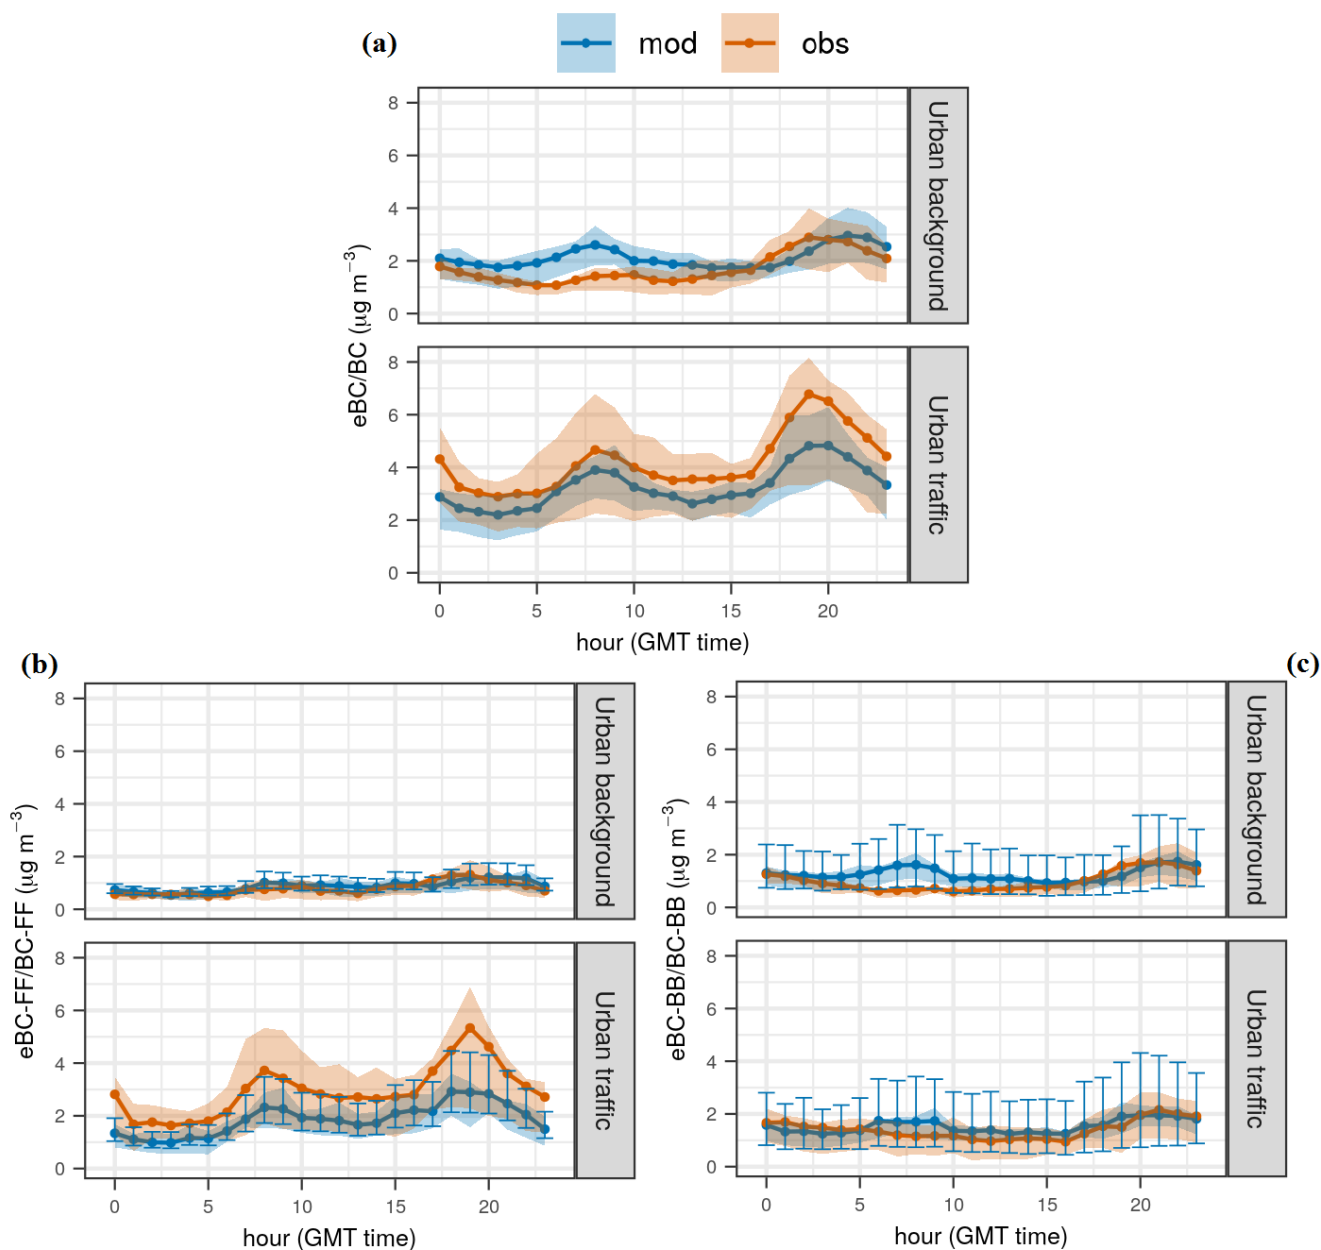 (a)
mod
obs
8
6
4
2
0
Urban background
8
6
4
2
0
Urban traffic
eBC/BC (μg m−3)
0 5 10 15 20
hour (GMT time)
(b)
8
6
4
2
0
Urban background
8
6
4
2
0
Urban traffic
eBC-FF/BC-FF (μg m−3)
0 5 10 15 20
hour (GMT time)
(c)
8
6
4
2
0
Urban background
8
6
4
2
0
Urban traffic
eBC-BB/BC-BB (μg m−3)
0 5 10 15 20
hour (GMT time)